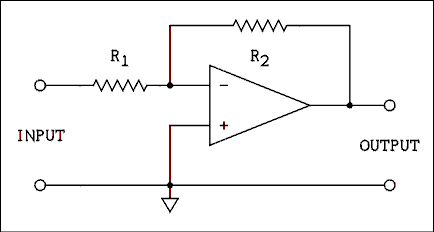 R1
R2
−
+
INPUT
OUTPUT